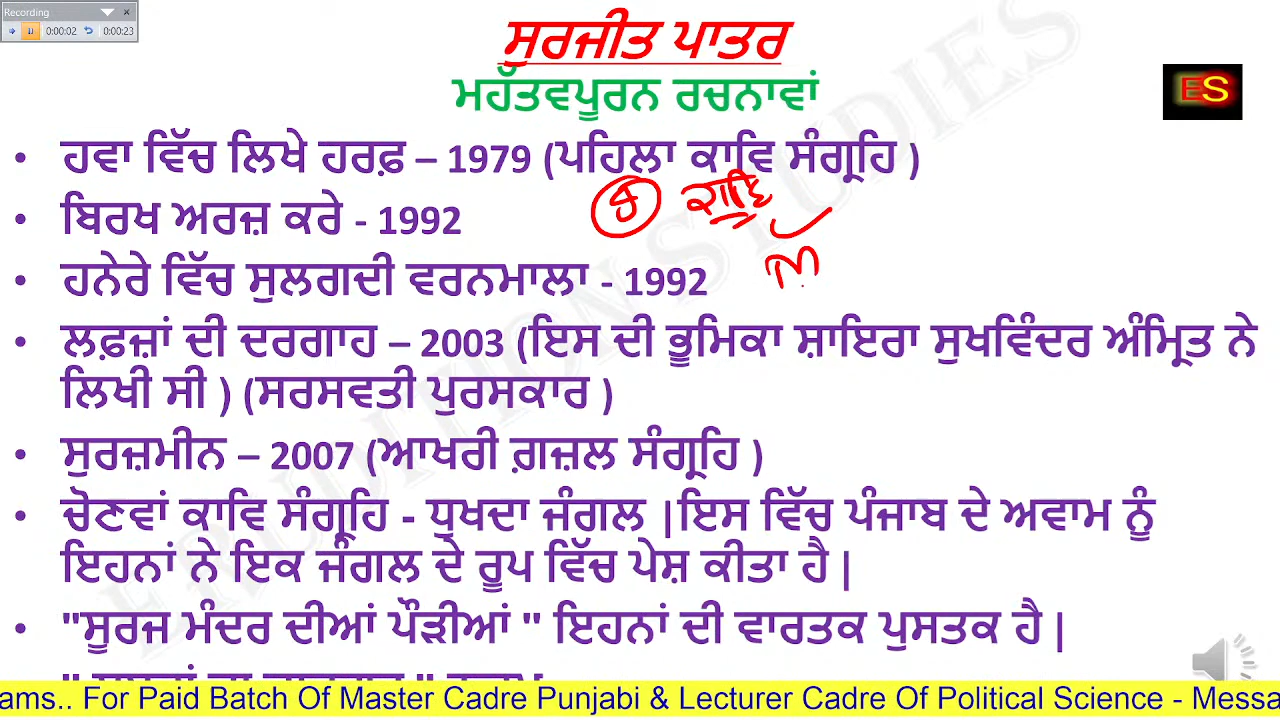 Recording
0:00:02 0:00:23
ਸੁਰਜੀਤ ਪਾਤਰ
ਮਹੱਤਵਪੂਰਨ ਰਚਨਾਵਾਂ
ES
• ਹਵਾ ਵਿੱਚ ਲਿਖੇ ਹਰਫ਼ – 1979 (ਪਹਿਲਾ ਕਾਵਿ ਸੰਗ੍ਰਹਿ )
• ਬਿਰਖ ਅਰਜ਼ ਕਰੇ - 1992
• ਹਨੇਰੇ ਵਿੱਚ ਸੁਲਗਦੀ ਵਰਨਮਾਲਾ - 1992
• ਲਫ਼ਜ਼ਾਂ ਦੀ ਦਰਗਾਹ – 2003 (ਇਸ ਦੀ ਭੂਮਿਕਾ ਸ਼ਾਇਰਾ ਸੁਖਵਿੰਦਰ ਅੰਮ੍ਰਿਤ ਨੇ
ਲਿਖੀ ਸੀ ) (ਸਰਸਵਤੀ ਪੁਰਸਕਾਰ )
• ਸੁਰਜ਼ਮੀਨ – 2007 (ਆਖਰੀ ਗ਼ਜ਼ਲ ਸੰਗ੍ਰਹਿ )
• ਚੋਣਵਾਂ ਕਾਵਿ ਸੰਗ੍ਰਹਿ - ਧੁਖਦਾ ਜੰਗਲ |ਇਸ ਵਿੱਚ ਪੰਜਾਬ ਦੇ ਅਵਾਮ ਨੂੰ
ਇਹਨਾਂ ਨੇ ਇਕ ਜੰਗਲ ਦੇ ਰੂਪ ਵਿੱਚ ਪੇਸ਼ ਕੀਤਾ ਹੈ |
• "ਸੂਰਜ ਮੰਦਰ ਦੀਆਂ ਪੌੜੀਆਂ " ਇਹਨਾਂ ਦੀ ਵਾਰਤਕ ਪੁਸਤਕ ਹੈ |
ams.. For Paid Batch Of Master Cadre Punjabi & Lecturer Cadre Of Political Science - Messa
ERUDITION STUDIES